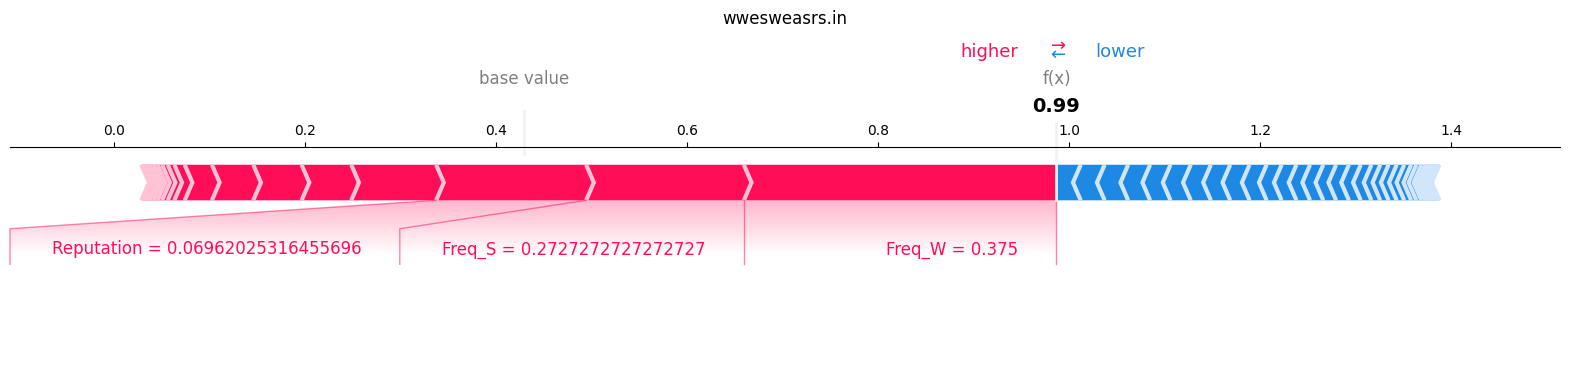 wwesweasrs.in
higher ⇄ lower
base value f(x)
0.99
0.0 0.2 0.4 0.6 0.8 1.0 1.2 1.4
Reputation = 0.06962025316455696 Freq_S = 0.2727272727272727 Freq_W = 0.375